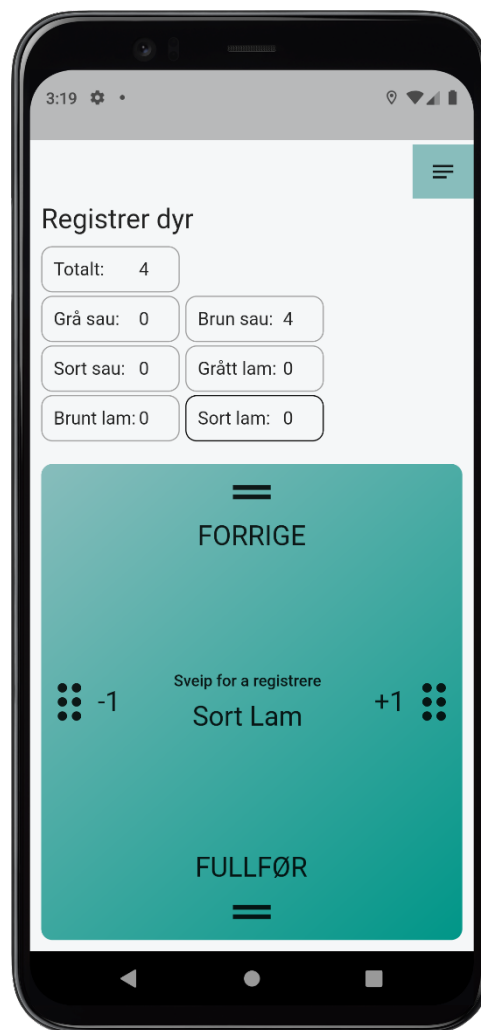 3:19
Registrer dyr
Totalt: 4
Grå sau: 0 Brun sau: 4
Sort sau: 0 Grått lam: 0
Brunt lam: 0 Sort lam: 0
FORRIGE
Sveip for a registrere
-1 Sort Lam +1
FULLFØR